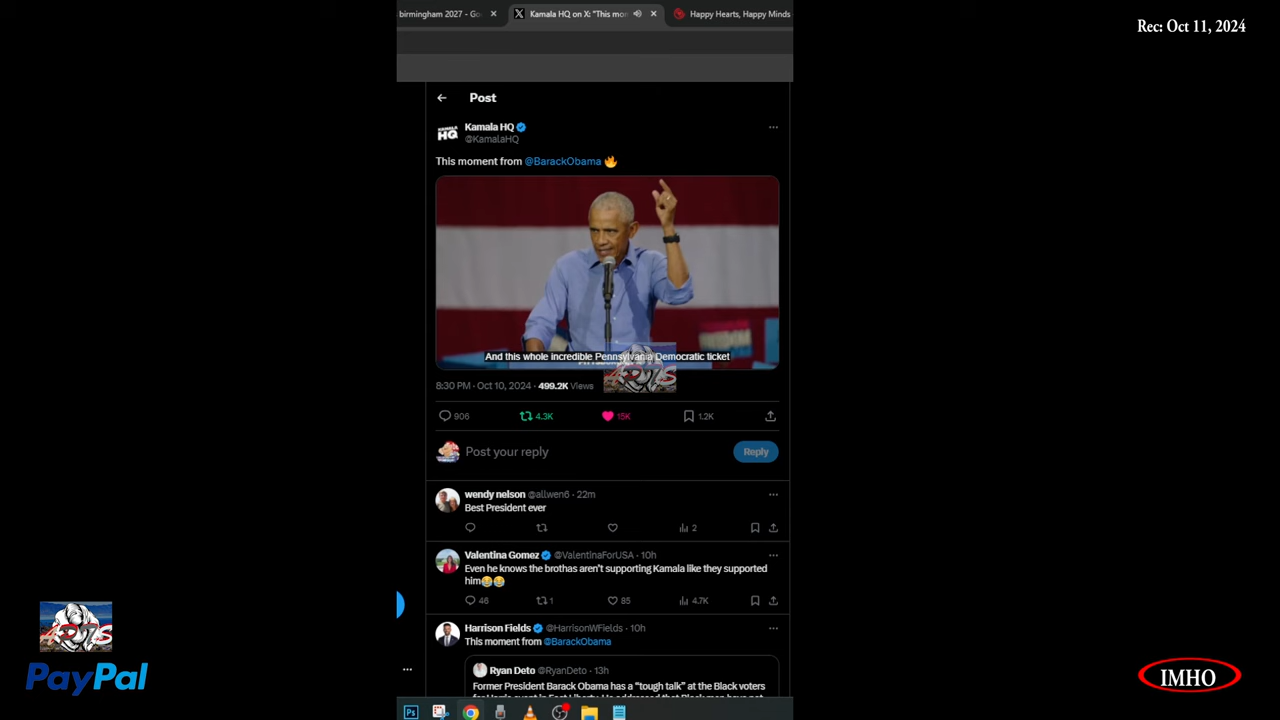 birmingham 2027 - Go
Kamala HQ on X: "This mor
Happy Hearts, Happy Minds
Rec: Oct 11, 2024
Post
KAMALA HQ
Kamala HQ
@KamalaHQ
This moment from @BarackObama 🔥
And this whole incredible Pennsylvania Democratic ticket
8:30 PM · Oct 10, 2024 · 499.2K Views
906 4.3K 15K 1.2K
Post your reply
Reply
wendy nelson @allwen6 · 22m
Best President ever
2
Valentina Gomez @ValentinaForUSA · 10h
Even he knows the brothas aren't supporting Kamala like they supported
him😂😂
46 1 85 4.7K
Harrison Fields @HarrisonWFields · 10h
This moment from @BarackObama
Ryan Deto @RyanDeto · 13h
Former President Barack Obama has a "tough talk" at the Black voters
PayPal
IMHO
Ps